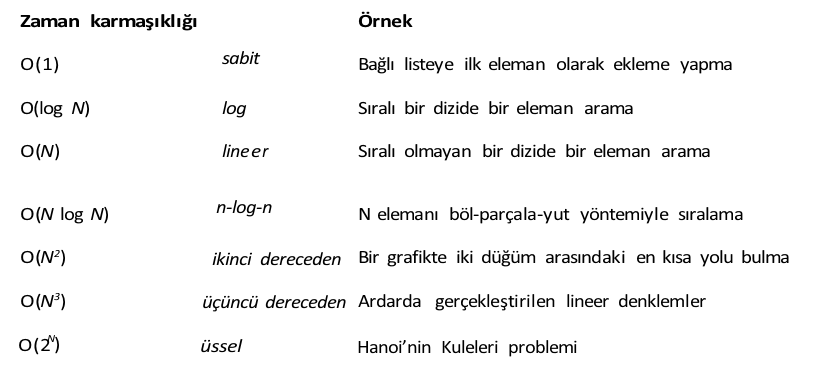 Zaman karmaşıklığı Örnek
O(1) sabit Bağlı listeye ilk eleman olarak ekleme yapma
O(log N) log Sıralı bir dizide bir eleman arama
O(N) lineer Sıralı olmayan bir dizide bir eleman arama
O(N log N) n-log-n N elemanı böl-parçala-yut yöntemiyle sıralama
O(N²) ikinci dereceden Bir grafikte iki düğüm arasındaki en kısa yolu bulma
O(N³) üçüncü dereceden Ardarda gerçekleştirilen lineer denklemler
O(2ᴺ) üssel Hanoi’nin Kuleleri problemi